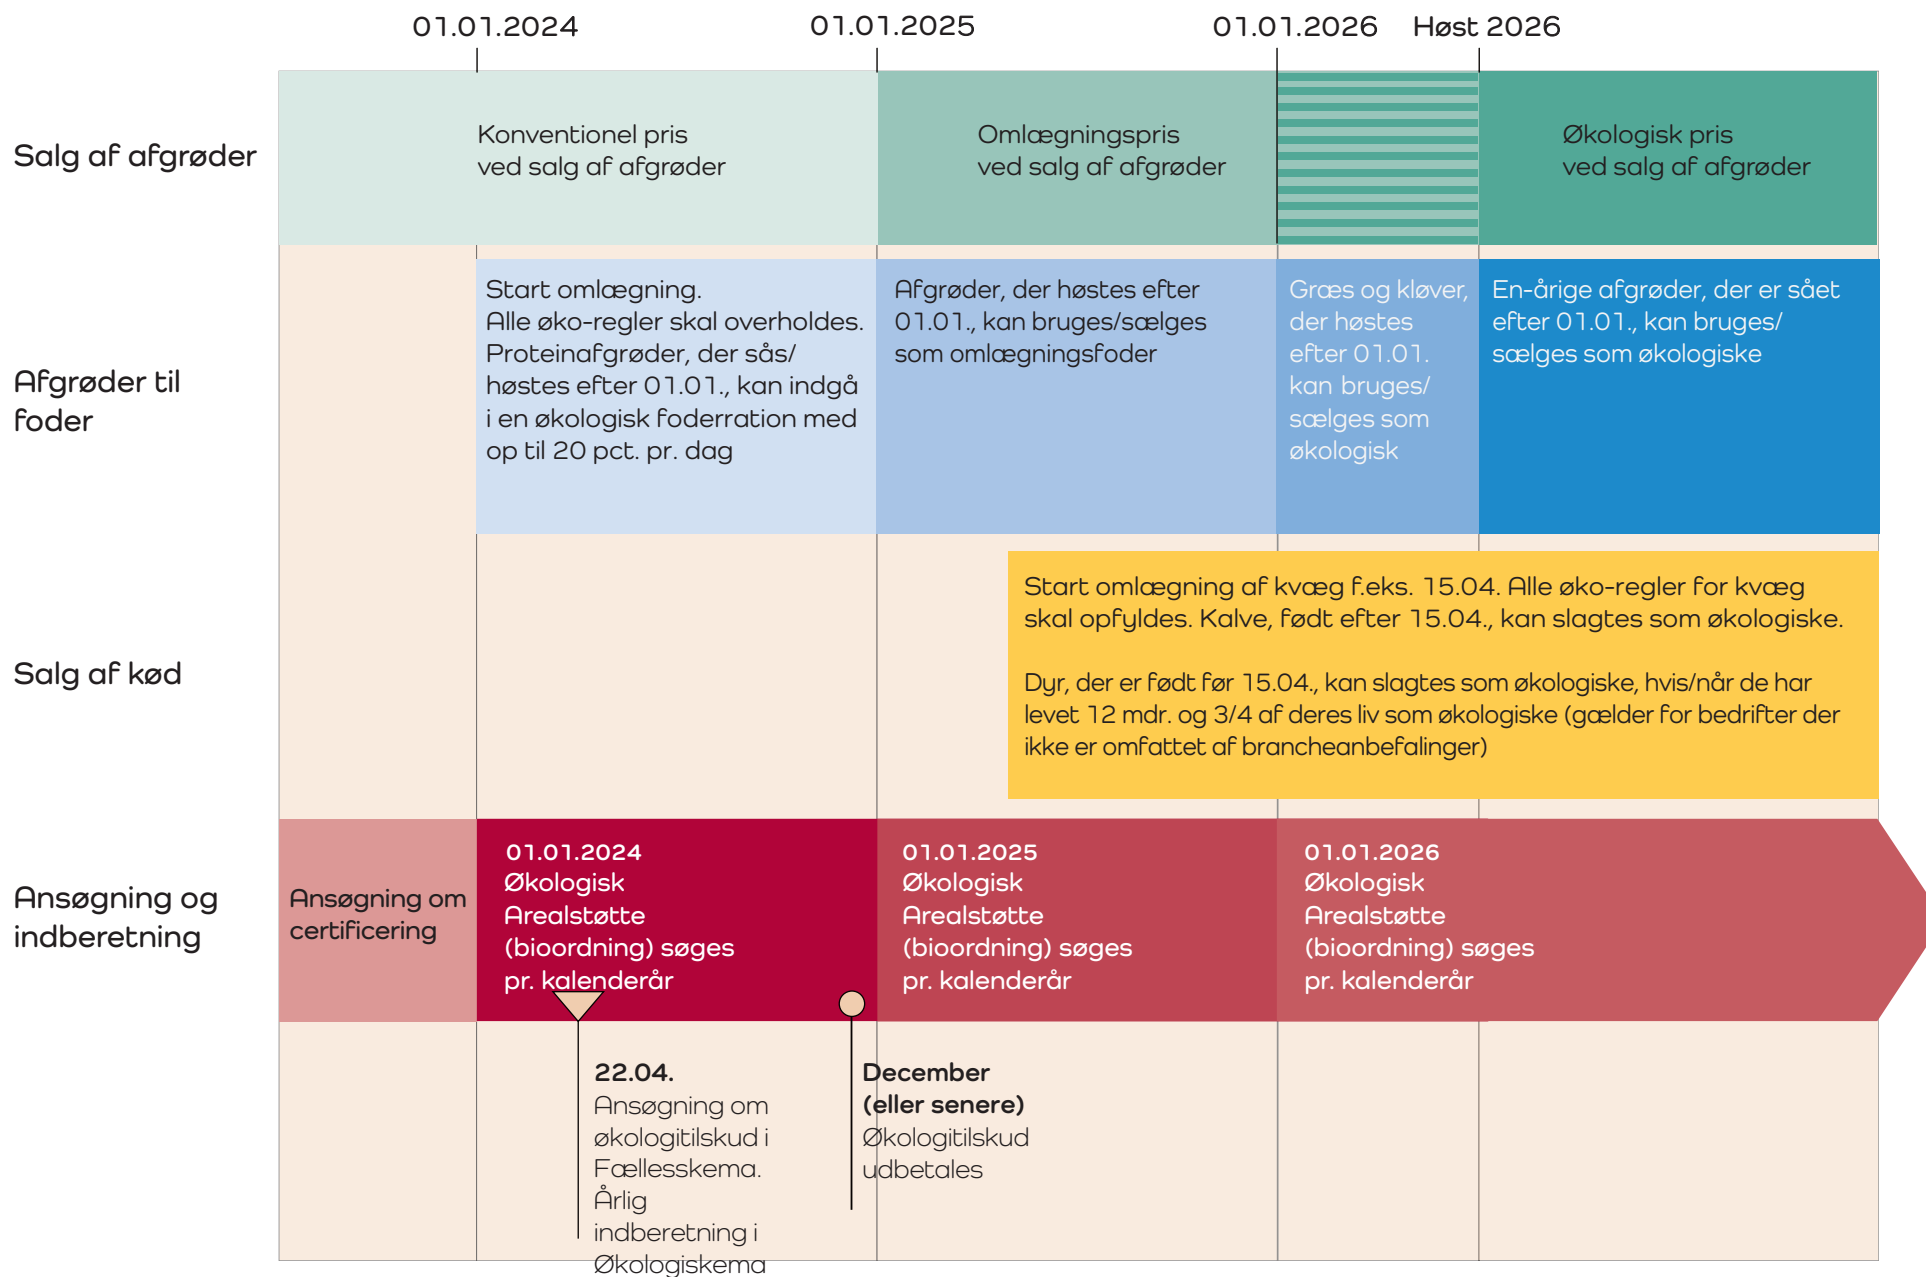 01.01.2024
01.01.2025
01.01.2026
Høst 2026
Salg af afgrøder
Konventionel pris
ved salg af afgrøder
Omlægningspris
ved salg af afgrøder
Økologisk pris
ved salg af afgrøder
Afgrøder til
foder
Start omlægning.
Alle øko-regler skal overholdes.
Proteinafgrøder, der sås/
høstes efter 01.01., kan indgå
i en økologisk foderration med
op til 20 pct. pr. dag
Afgrøder, der høstes efter
01.01., kan bruges/sælges
som omlægningsfoder
Græs og kløver,
der høstes
efter 01.01.
kan bruges/
sælges som
økologisk
En-årige afgrøder, der er sået
efter 01.01., kan bruges/
sælges som økologiske
Salg af kød
Start omlægning af kvæg f.eks. 15.04. Alle øko-regler for kvæg
skal opfyldes. Kalve, født efter 15.04., kan slagtes som økologiske.
Dyr, der er født før 15.04., kan slagtes som økologiske, hvis/når de har
levet 12 mdr. og 3/4 af deres liv som økologiske (gælder for bedrifter der
ikke er omfattet af brancheanbefalinger)
Ansøgning og
indberetning
Ansøgning om
certificering
01.01.2024
Økologisk
Arealstøtte
(bioordning) søges
pr. kalenderår
01.01.2025
Økologisk
Arealstøtte
(bioordning) søges
pr. kalenderår
01.01.2026
Økologisk
Arealstøtte
(bioordning) søges
pr. kalenderår
22.04.
Ansøgning om
økologitilskud i
Fællesskema.
Årlig
indberetning i
Økologiskema
December
(eller senere)
Økologitilskud
udbetales